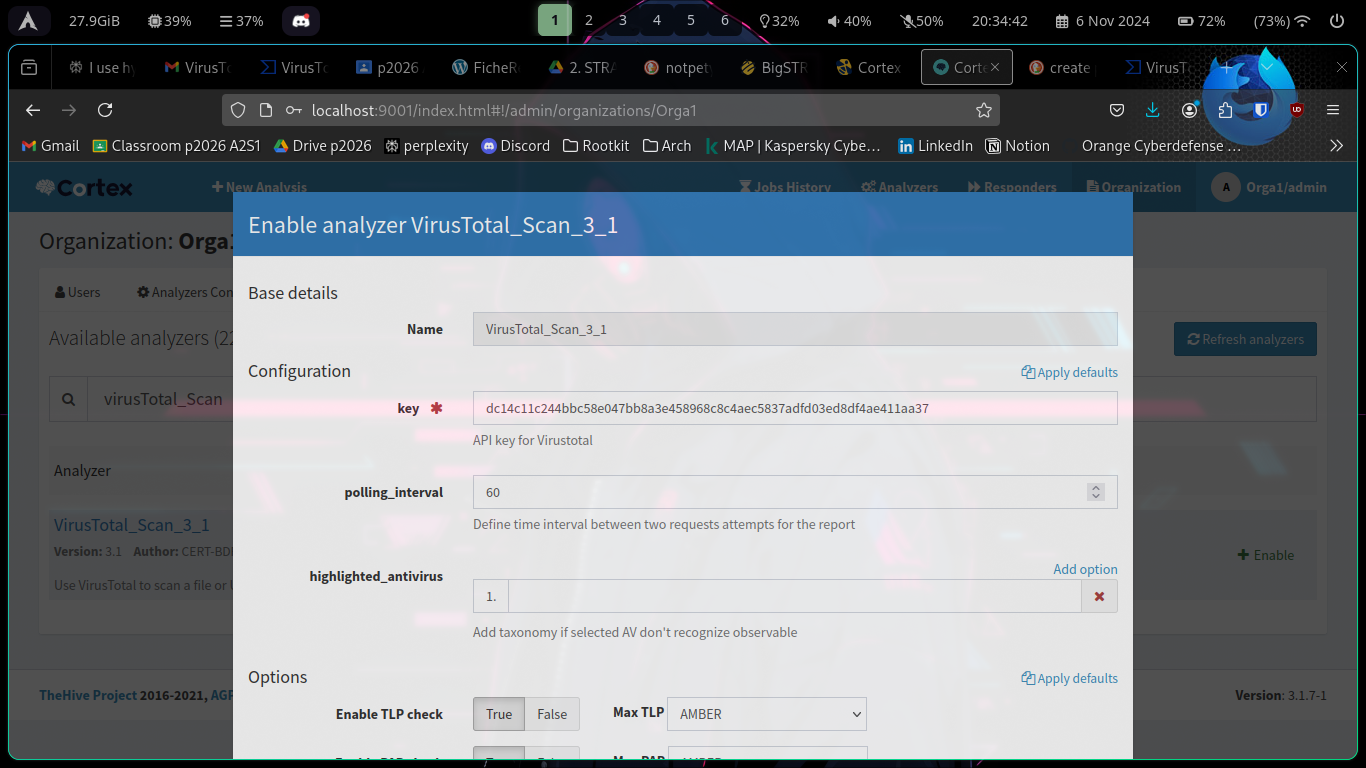 27.9GiB 39% 37% 1 2 3 4 5 6 32% 40% 50% 20:34:42 6 Nov 2024 72% (73%)
I use hy VirusTo VirusTo p2026 FicheR 2. STRA notpet BigSTR Cortex Corte create VirusTo
localhost:9001/index.html#!/admin/organizations/Orga1
Gmail Classroom p2026 A2S1 Drive p2026 perplexity Discord Rootkit Arch MAP | Kaspersky Cybe… LinkedIn Notion Orange Cyberdefense …
Cortex New Analysis Jobs History Analyzers Responders Organization A Orga1/admin
Enable analyzer VirusTotal_Scan_3_1
Organization: Orga1
Base details
Users Analyzers Con
Name VirusTotal_Scan_3_1
Available analyzers (22 Refresh analyzers
Configuration Apply defaults
virusTotal_Scan
key dc14c11c244bbc58e047bb8a3e458968c8c4aec5837adfd03ed8df4ae411aa37
API key for Virustotal
Analyzer
polling_interval 60
VirusTotal_Scan_3_1
Define time interval between two requests attempts for the report
Version: 3.1 Author: CERT-BDF
Enable
highlighted_antivirus Add option
Use VirusTotal to scan a file or U
1.
Add taxonomy if selected AV don't recognize observable
Options Apply defaults
TheHive Project 2016-2021, AGP Version: 3.1.7-1
Enable TLP check True False Max TLP AMBER